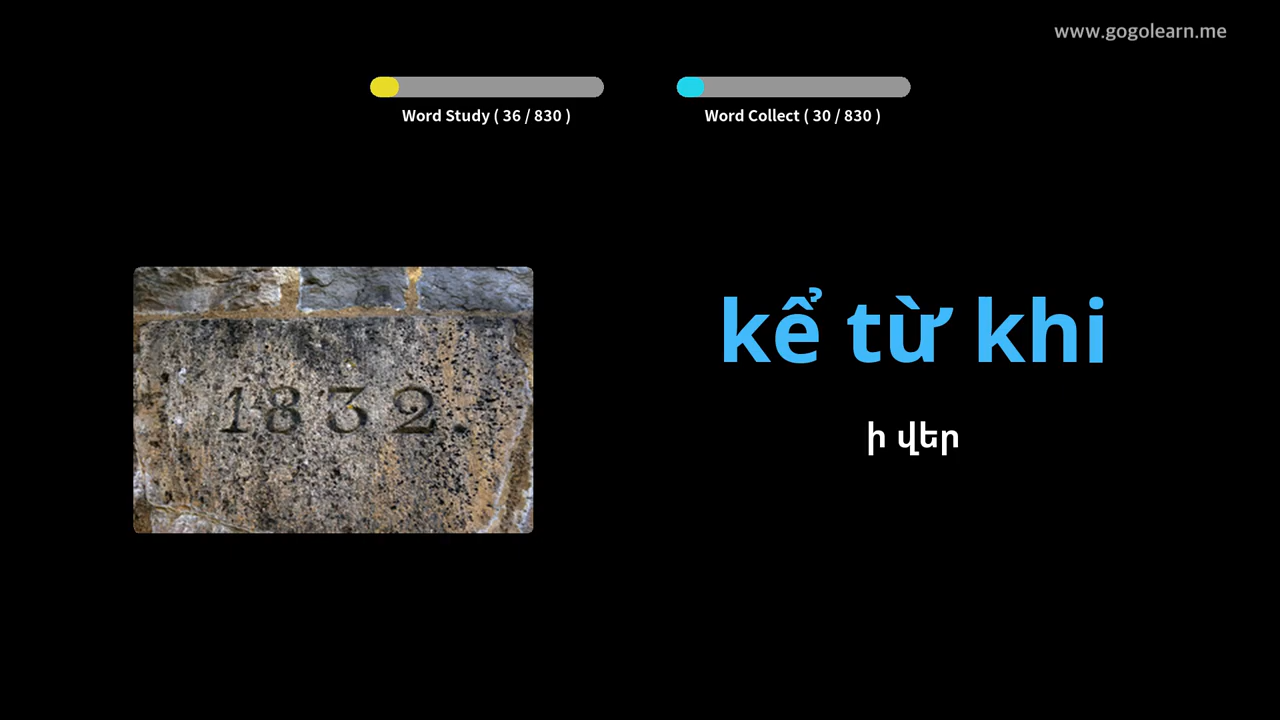 www.gogolearn.me
Word Study ( 36 / 830 )
Word Collect ( 30 / 830 )
1832.
kể từ khi
ի վեր